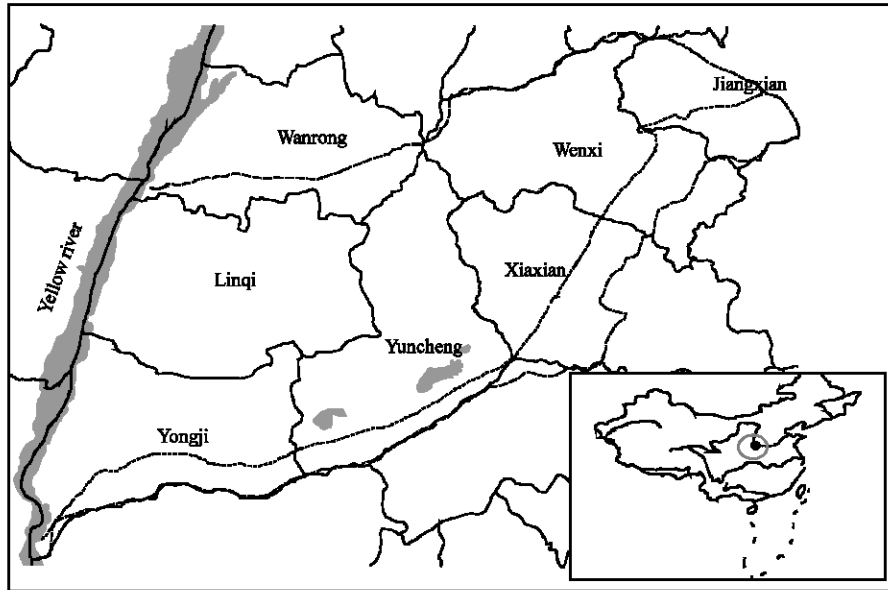 Jiangxian
Wanrong
Wenxi
Yellow river
Linqi
Xiaxian
Yuncheng
Yongji